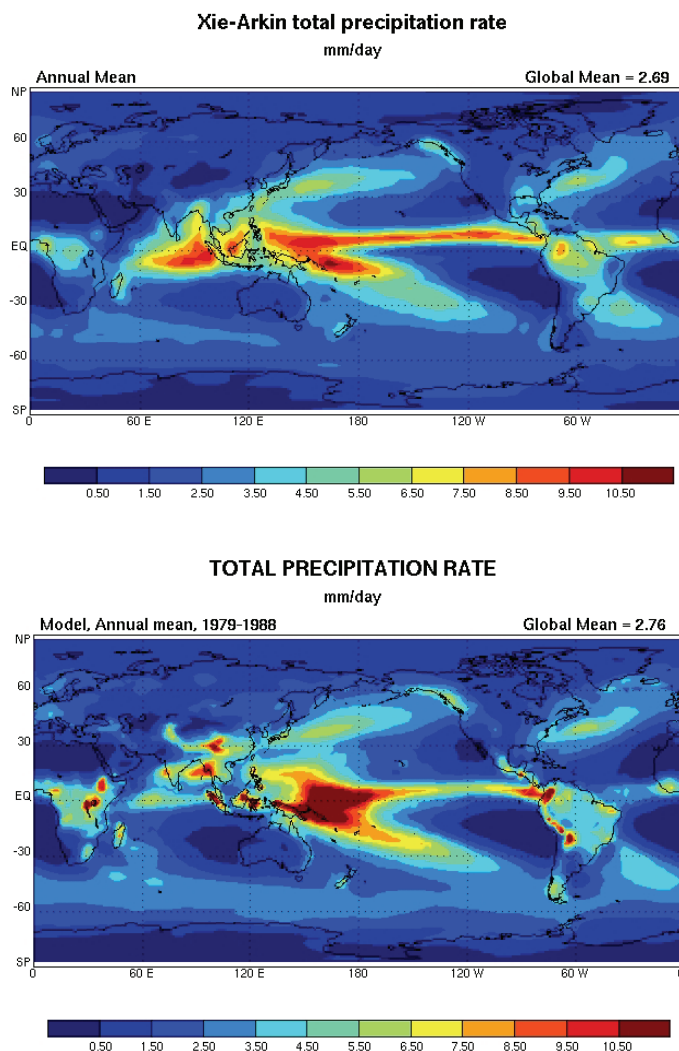 Xie-Arkin total precipitation rate
mm/day
Annual Mean Global Mean = 2.69
NP
60
30
EQ
-30
-60
SP
0 60 E 120 E 180 120 W 60 W
0.50 1.50 2.50 3.50 4.50 5.50 6.50 7.50 8.50 9.50 10.50
TOTAL PRECIPITATION RATE
mm/day
Model, Annual mean, 1979-1988 Global Mean = 2.76
NP
60
30
EQ
-30
-60
SP
0 60 E 120 E 180 120 W 60 W 0
0.50 1.50 2.50 3.50 4.50 5.50 6.50 7.50 8.50 9.50 10.50